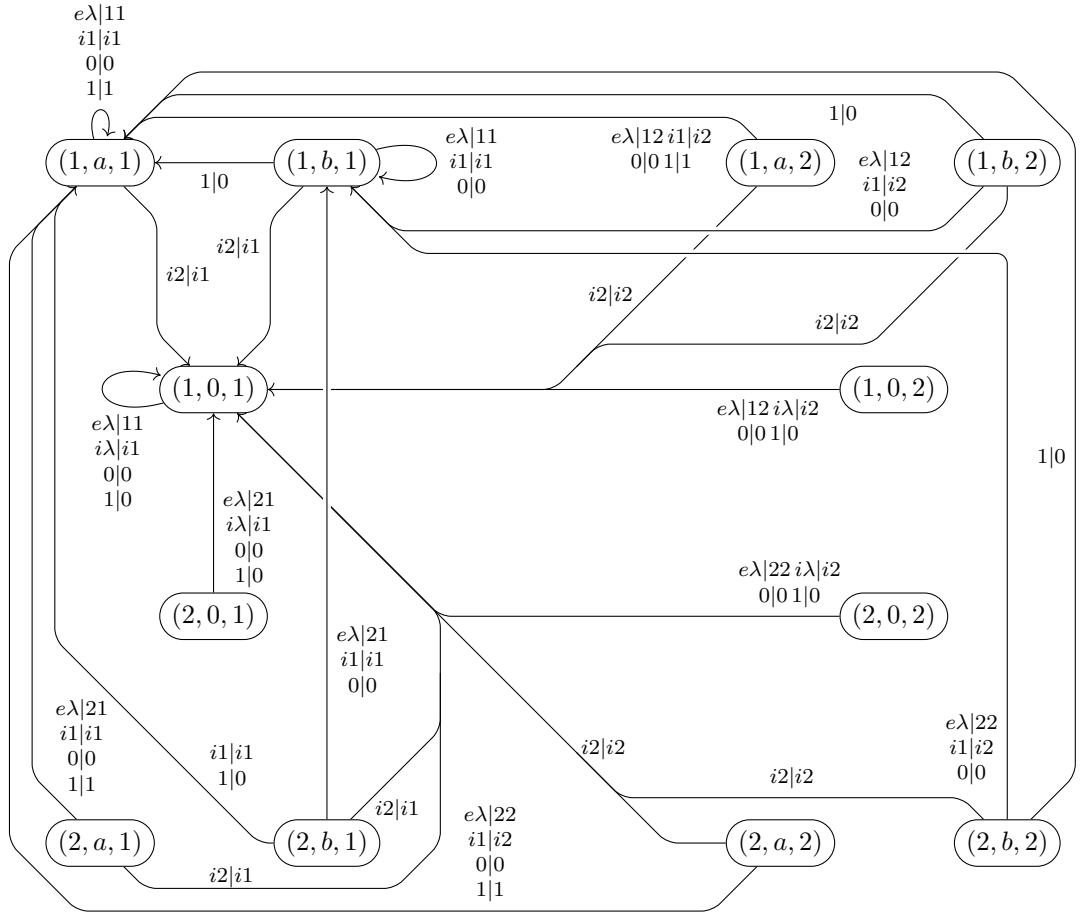 eλ|11
i1|i1
0|0
1|1
1|0
(1, a, 1)
(1, b, 1)
eλ|11
i1|i1
0|0
eλ|12 i1|i2
0|0 1|1
(1, a, 2)
eλ|12
i1|i2
0|0
(1, b, 2)
1|0
i2|i1
i2|i1
i2|i2
i2|i2
(1, 0, 1)
(1, 0, 2)
eλ|11
iλ|i1
0|0
1|0
eλ|12 iλ|i2
0|0 1|0
1|0
eλ|21
iλ|i1
0|0
1|0
eλ|22 iλ|i2
0|0 1|0
(2, 0, 1)
(2, 0, 2)
eλ|21
i1|i1
0|0
eλ|21
i1|i1
0|0
1|1
i1|i1
1|0
i2|i2
i2|i2
eλ|22
i1|i2
0|0
i2|i1
eλ|22
i1|i2
0|0
1|1
(2, a, 1)
(2, b, 1)
(2, a, 2)
(2, b, 2)
i2|i1